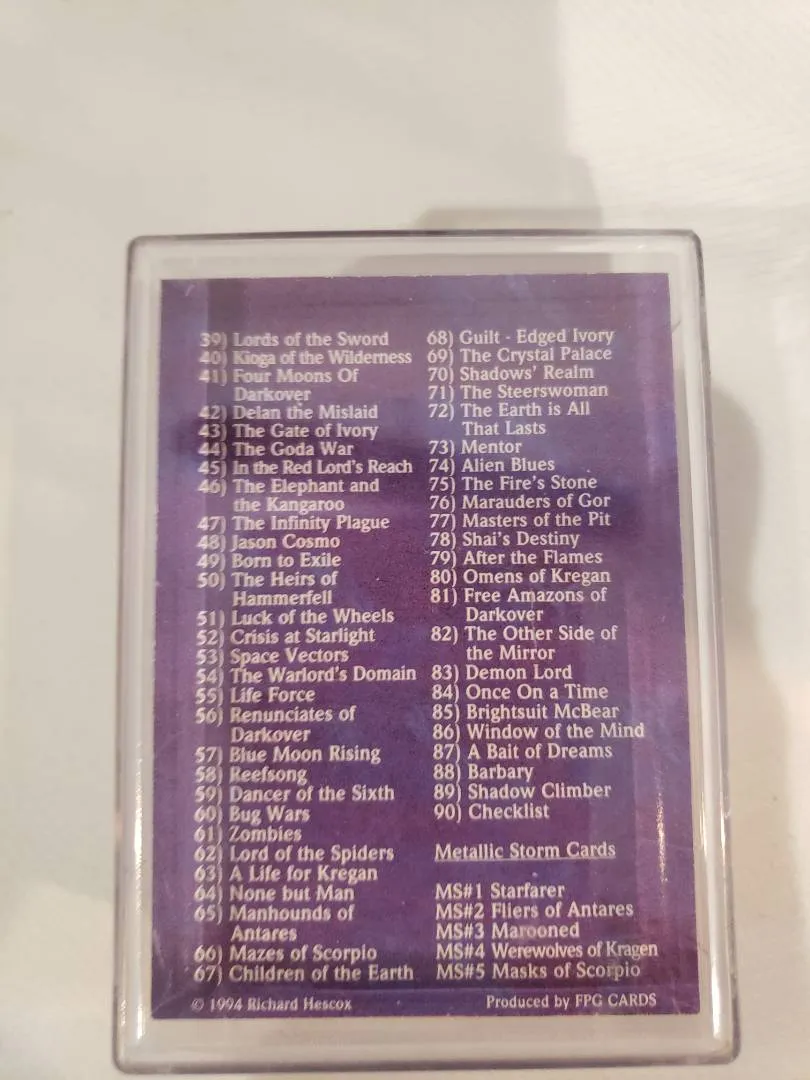 39) Lords of the Sword
40) Kioga of the Wilderness
41) Four Moons Of
Darkover
42) Delan the Mislaid
43) The Gate of Ivory
44) The Goda War
45) In the Red Lord's Reach
46) The Elephant and
the Kangaroo
47) The Infinity Plague
48) Jason Cosmo
49) Born to Exile
50) The Heirs of
Hammerfell
51) Luck of the Wheels
52) Crisis at Starlight
53) Space Vectors
54) The Warlord's Domain
55) Life Force
56) Renunciates of
Darkover
57) Blue Moon Rising
58) Reefsong
59) Dancer of the Sixth
60) Bug Wars
61) Zombies
62) Lord of the Spiders
63) A Life for Kregan
64) None but Man
65) Manhounds of
Antares
66) Mazes of Scorpio
67) Children of the Earth
68) Guilt - Edged Ivory
69) The Crystal Palace
70) Shadows' Realm
71) The Steerswoman
72) The Earth is All
That Lasts
73) Mentor
74) Alien Blues
75) The Fire's Stone
76) Marauders of Gor
77) Masters of the Pit
78) Shai's Destiny
79) After the Flames
80) Omens of Kregan
81) Free Amazons of
Darkover
82) The Other Side of
the Mirror
83) Demon Lord
84) Once On a Time
85) Brightsuit McBear
86) Window of the Mind
87) A Bait of Dreams
88) Barbary
89) Shadow Climber
90) Checklist
Metallic Storm Cards
MS#1 Starfarer
MS#2 Fliers of Antares
MS#3 Marooned
MS#4 Werewolves of Kragen
MS#5 Masks of Scorpio
© 1994 Richard Hescox
Produced by FPG CARDS